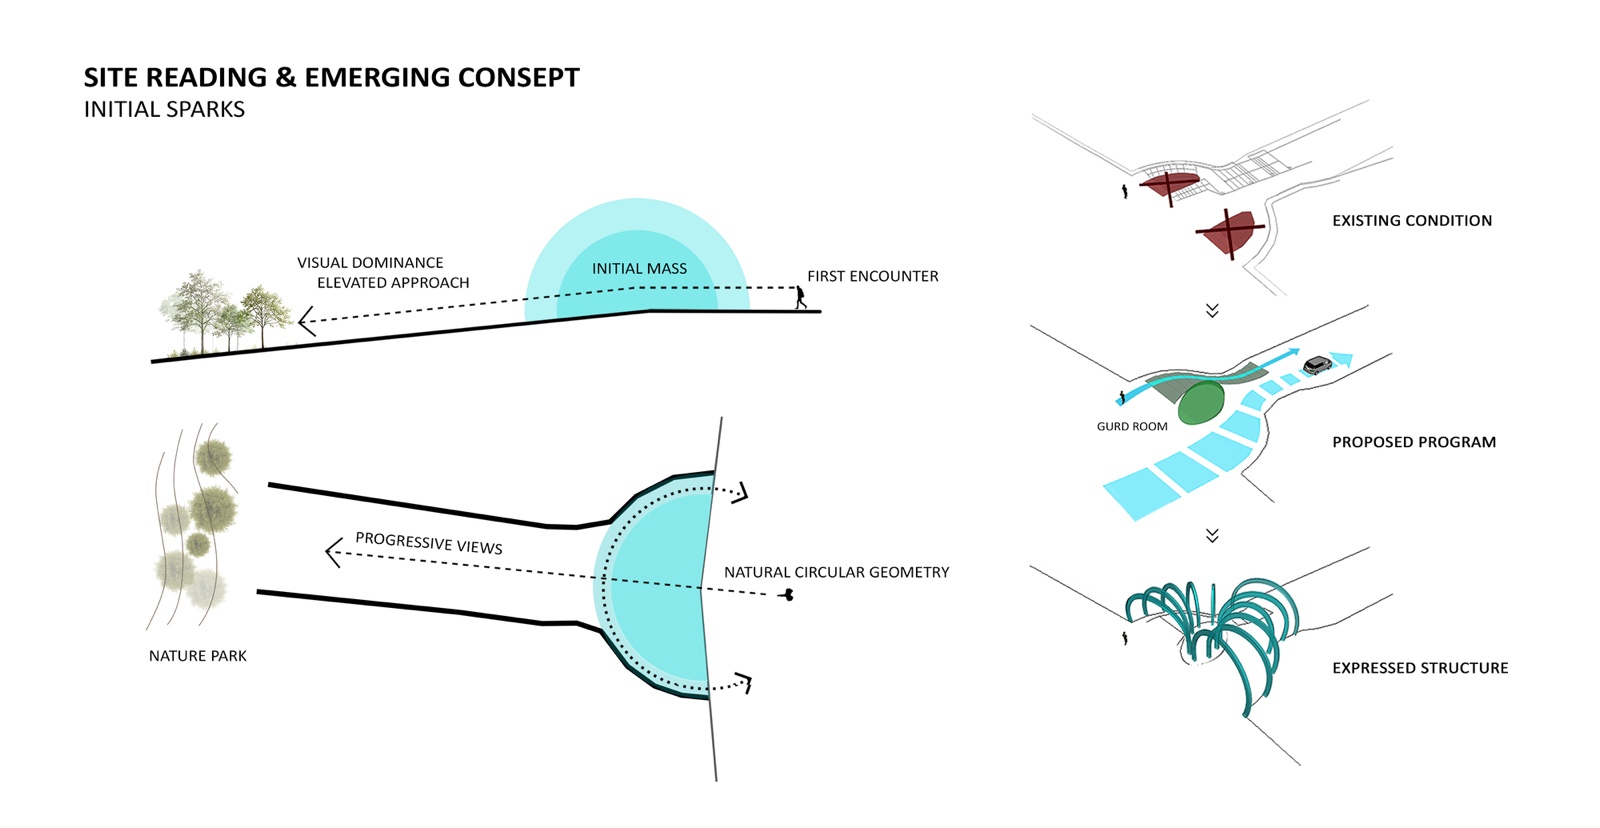 SITE READING & EMERGING CONSEPT
INITIAL SPARKS
VISUAL DOMINANCE
ELEVATED APPROACH
INITIAL MASS
FIRST ENCOUNTER
PROGRESSIVE VIEWS
NATURAL CIRCULAR GEOMETRY
NATURE PARK
EXISTING CONDITION
GURD ROOM
PROPOSED PROGRAM
EXPRESSED STRUCTURE